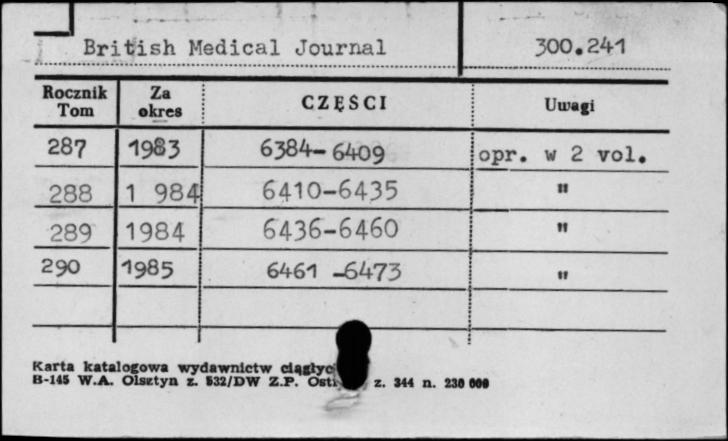 British Medical Journal 300.241
Rocznik Tom Za okres CZĘŚCI Uwagi
287 1983 6384-6409 opr. w 2 vol.
288 1 984 6410-6435 "
289 1984 6436-6460 "
290 1985 6461 -6473 "
Karta katalogowa wydawnictw
B-145 W.A. Olsztyn z. 532/DW Z.P. z. 344 n. 230 000